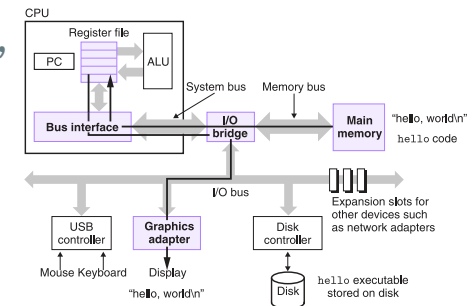 CPU
Register file
PC
ALU
System bus
Memory bus
Bus interface
I/O
bridge
Main
memory
"hello, world\n"
hello code
I/O bus
Expansion slots for
other devices such
as network adapters
USB
controller
Graphics
adapter
Disk
controller
Mouse Keyboard
Display
"hello, world\n"
Disk
hello executable
stored on disk